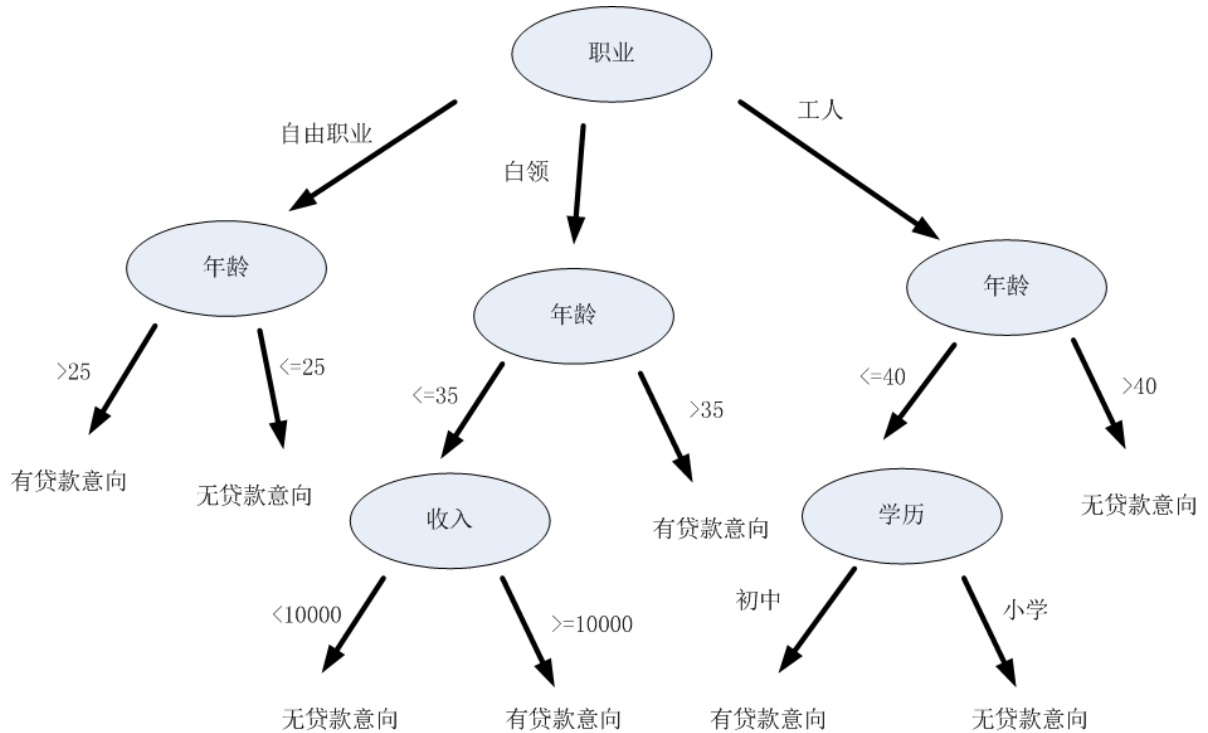 职业
自由职业
白领
工人
年龄
年龄
年龄
>25
<=25
<=35
>35
<=40
>40
有贷款意向
无贷款意向
收入
有贷款意向
学历
无贷款意向
<10000
>=10000
初中
小学
无贷款意向
有贷款意向
有贷款意向
无贷款意向